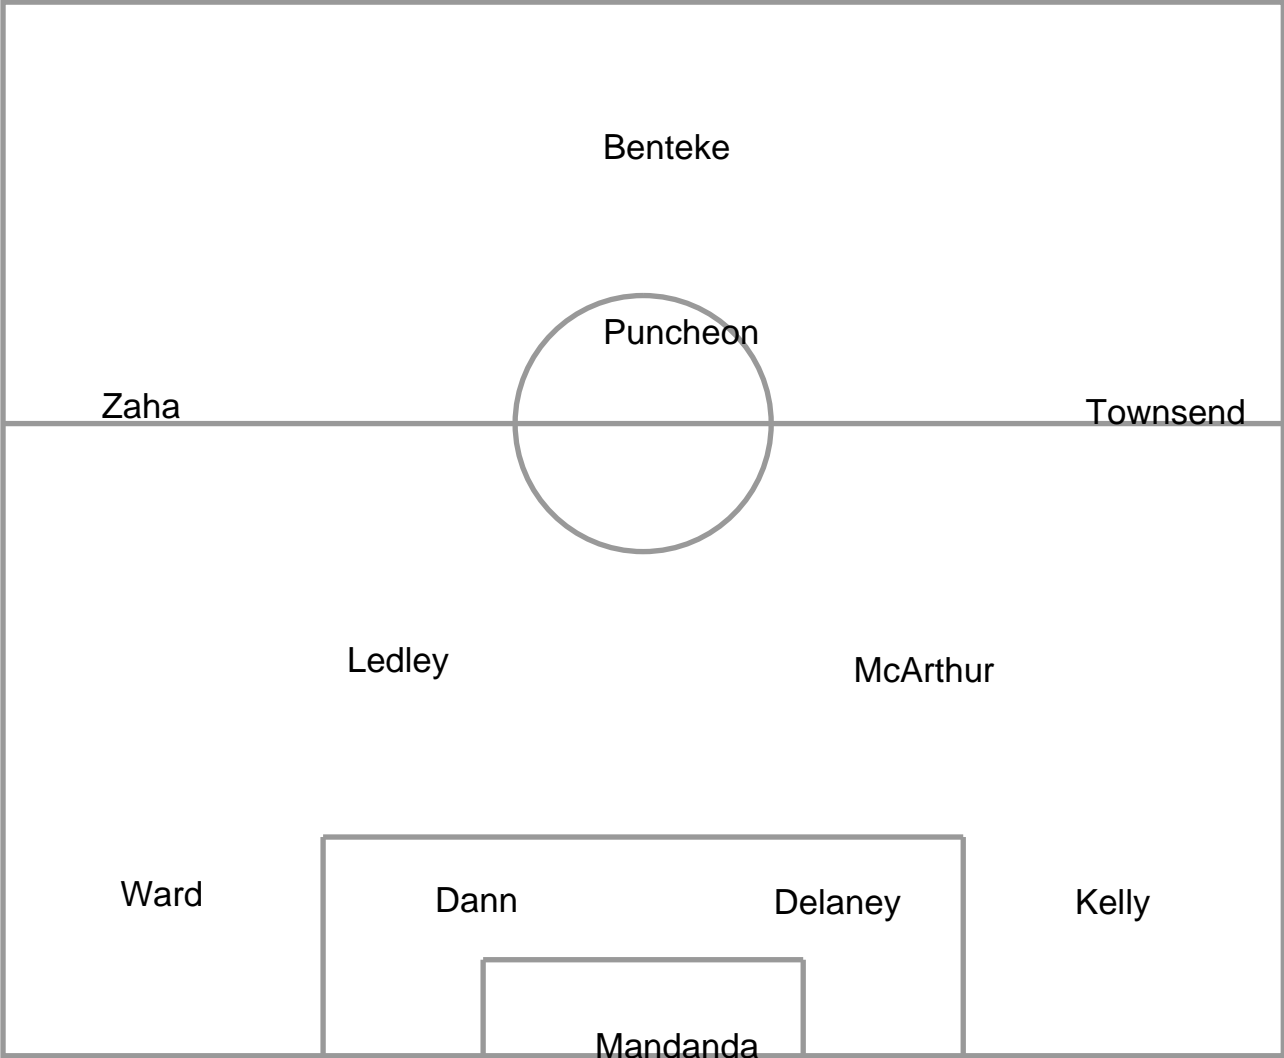 Benteke
Puncheon
Zaha
Townsend
Ledley
McArthur
Ward
Dann
Delaney
Kelly
Mandanda